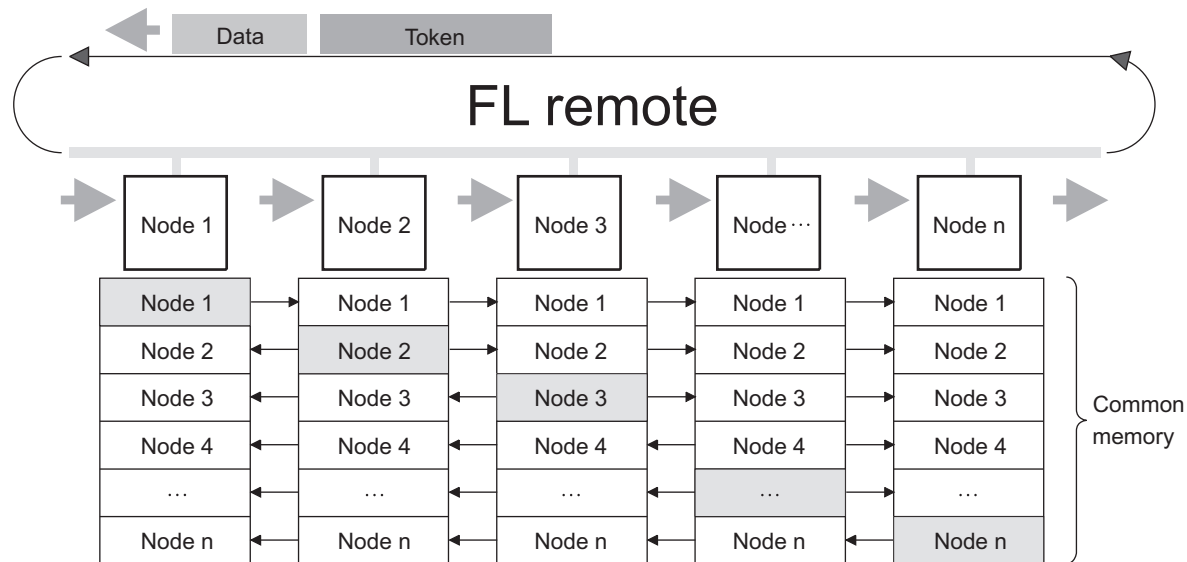 Data Token
FL remote
Node 1 Node 2 Node 3 Node ··· Node n
Node 1 Node 1 Node 1 Node 1 Node 1
Node 2 Node 2 Node 2 Node 2 Node 2
Node 3 Node 3 Node 3 Node 3 Node 3
Node 4 Node 4 Node 4 Node 4 Node 4
··· ··· ··· ··· ···
Node n Node n Node n Node n Node n
Common
memory